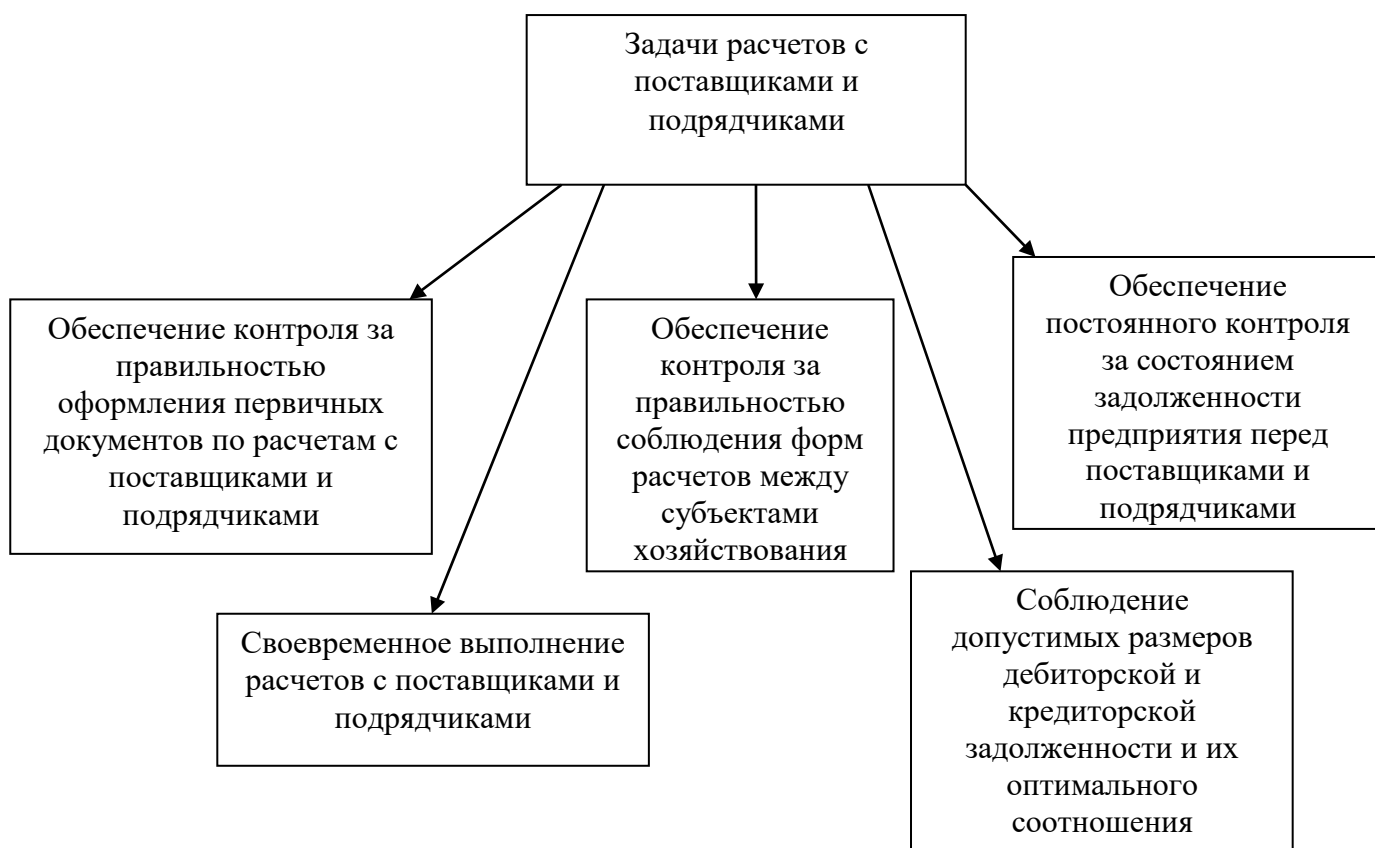 Задачи расчетов с
поставщиками и
подрядчиками
Обеспечение контроля за
правильностью
оформления первичных
документов по расчетам с
поставщиками и
подрядчиками
Обеспечение
контроля за
правильностью
соблюдения форм
расчетов между
субъектами
хозяйствования
Обеспечение
постоянного контроля
за состоянием
задолженности
предприятия перед
поставщиками и
подрядчиками
Своевременное выполнение
расчетов с поставщиками и
подрядчиками
Соблюдение
допустимых размеров
дебиторской и
кредиторской
задолженности и их
оптимального
соотношения